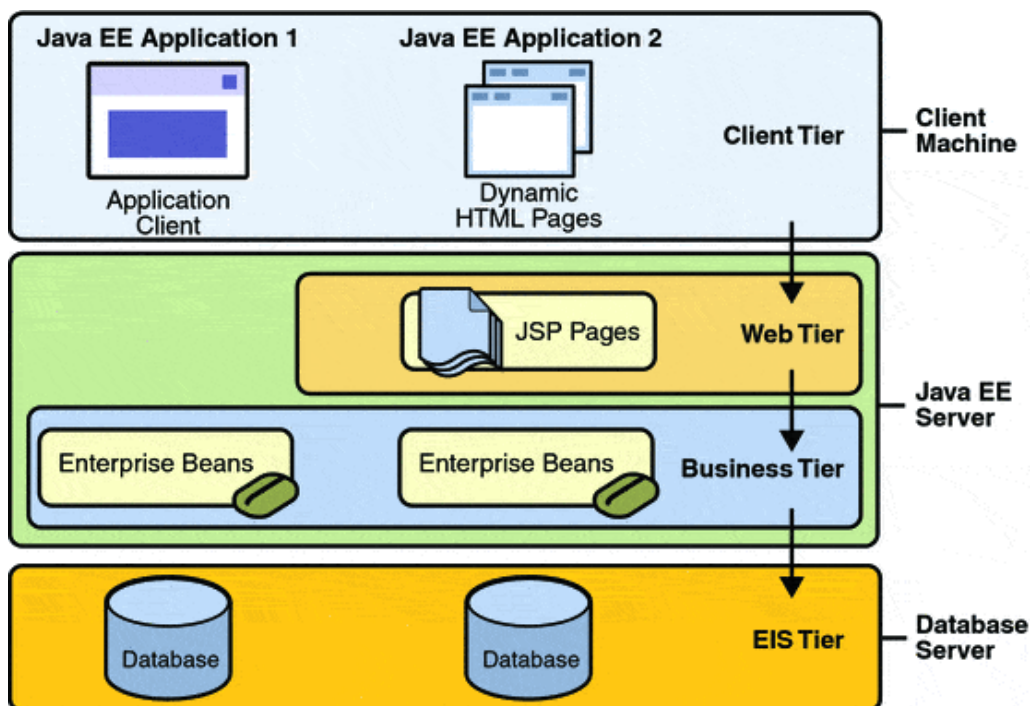 Java EE Application 1
Java EE Application 2
Application
Client
Dynamic
HTML Pages
Client Tier
Client
Machine
JSP Pages
Web Tier
Java EE
Server
Enterprise Beans
Enterprise Beans
Business Tier
Database
Database
EIS Tier
Database
Server